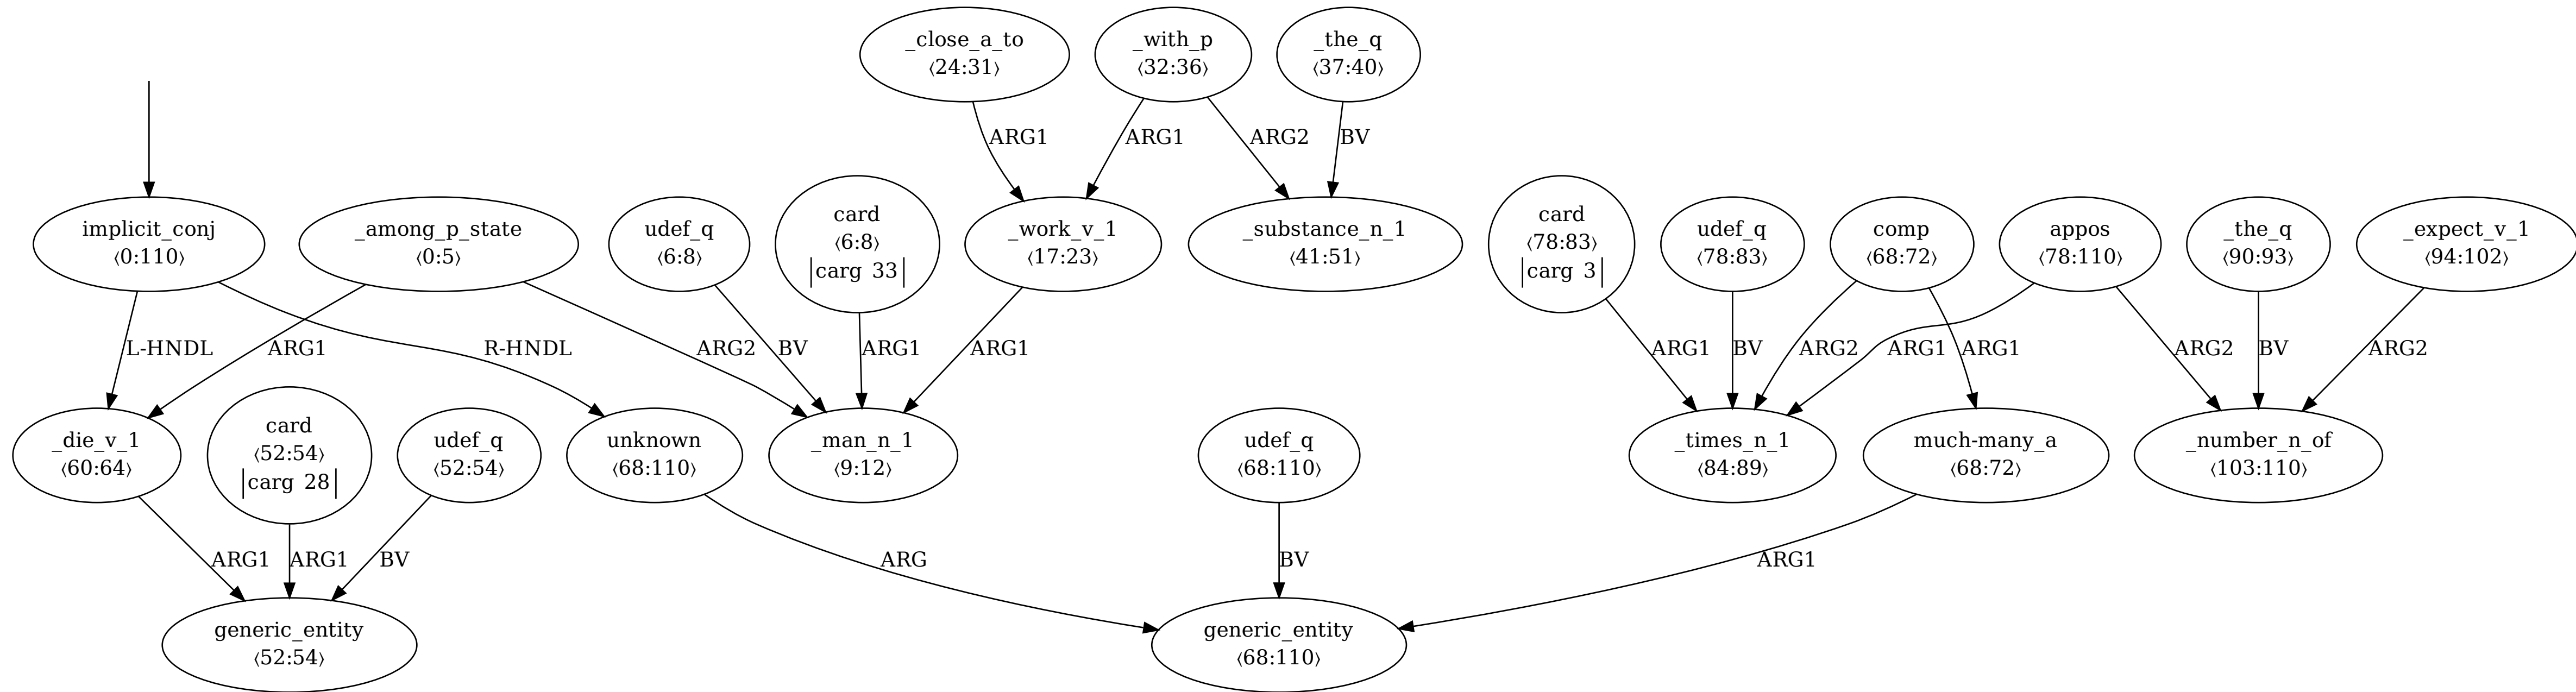 _close_a_to
⟨24:31⟩
_with_p
⟨32:36⟩
_the_q
⟨37:40⟩
ARG1
ARG1
ARG2
BV
implicit_conj
⟨0:110⟩
_among_p_state
⟨0:5⟩
udef_q
⟨6:8⟩
card
⟨6:8⟩
carg 33
_work_v_1
⟨17:23⟩
_substance_n_1
⟨41:51⟩
card
⟨78:83⟩
carg 3
udef_q
⟨78:83⟩
comp
⟨68:72⟩
appos
⟨78:110⟩
_the_q
⟨90:93⟩
_expect_v_1
⟨94:102⟩
L-HNDL
ARG1
R-HNDL
ARG2
BV
ARG1
ARG1
ARG1
BV
ARG2
ARG1
ARG1
ARG2
BV
ARG2
_die_v_1
⟨60:64⟩
card
⟨52:54⟩
carg 28
udef_q
⟨52:54⟩
unknown
⟨68:110⟩
_man_n_1
⟨9:12⟩
udef_q
⟨68:110⟩
_times_n_1
⟨84:89⟩
much-many_a
⟨68:72⟩
_number_n_of
⟨103:110⟩
ARG1
ARG1
BV
ARG
BV
ARG1
generic_entity
⟨52:54⟩
generic_entity
⟨68:110⟩